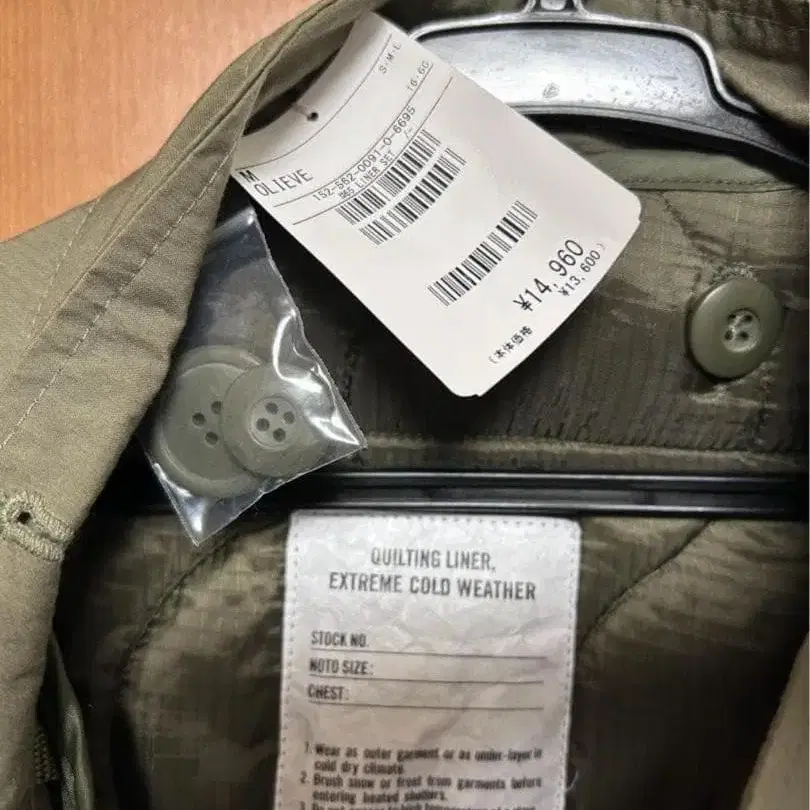 S-M-L
16-6G
M
OLIEVE
152-562-0091-0-6695
M65 LINER SET /-
¥14,960
(本体価格 ¥13,600)
QUILTING LINER,
EXTREME COLD WEATHER
STOCK NO.
NOTO SIZE:
CHEST:
1. Wear as outer garment or as under-layer in
cold dry climate.
2. Brush snow or frost from garments before
entering heated shelters.
3.